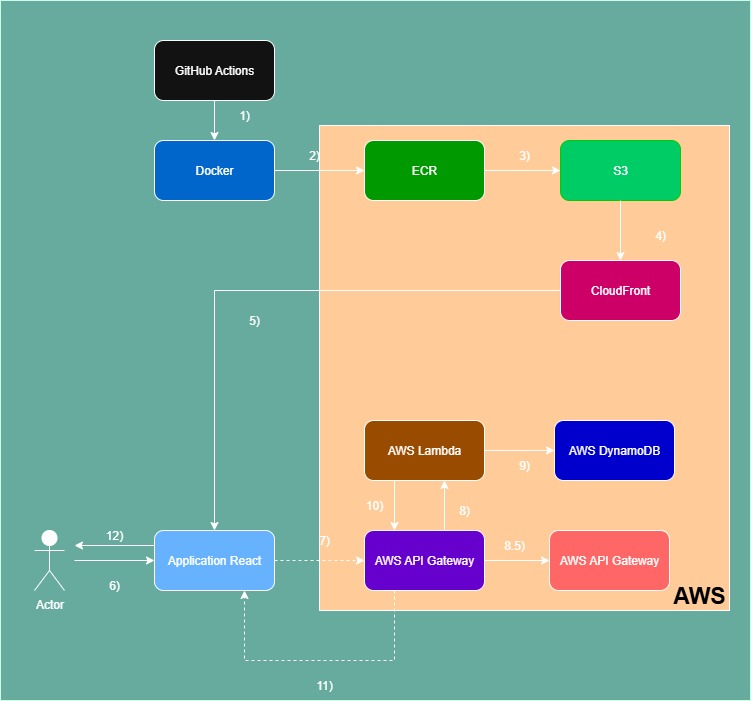 GitHub Actions
1)
Docker
2)
ECR
3)
S3
4)
CloudFront
5)
AWS Lambda
9)
AWS DynamoDB
10)
8)
12)
6)
Actor
Application React
7)
AWS API Gateway
8.5)
AWS API Gateway
AWS
11)